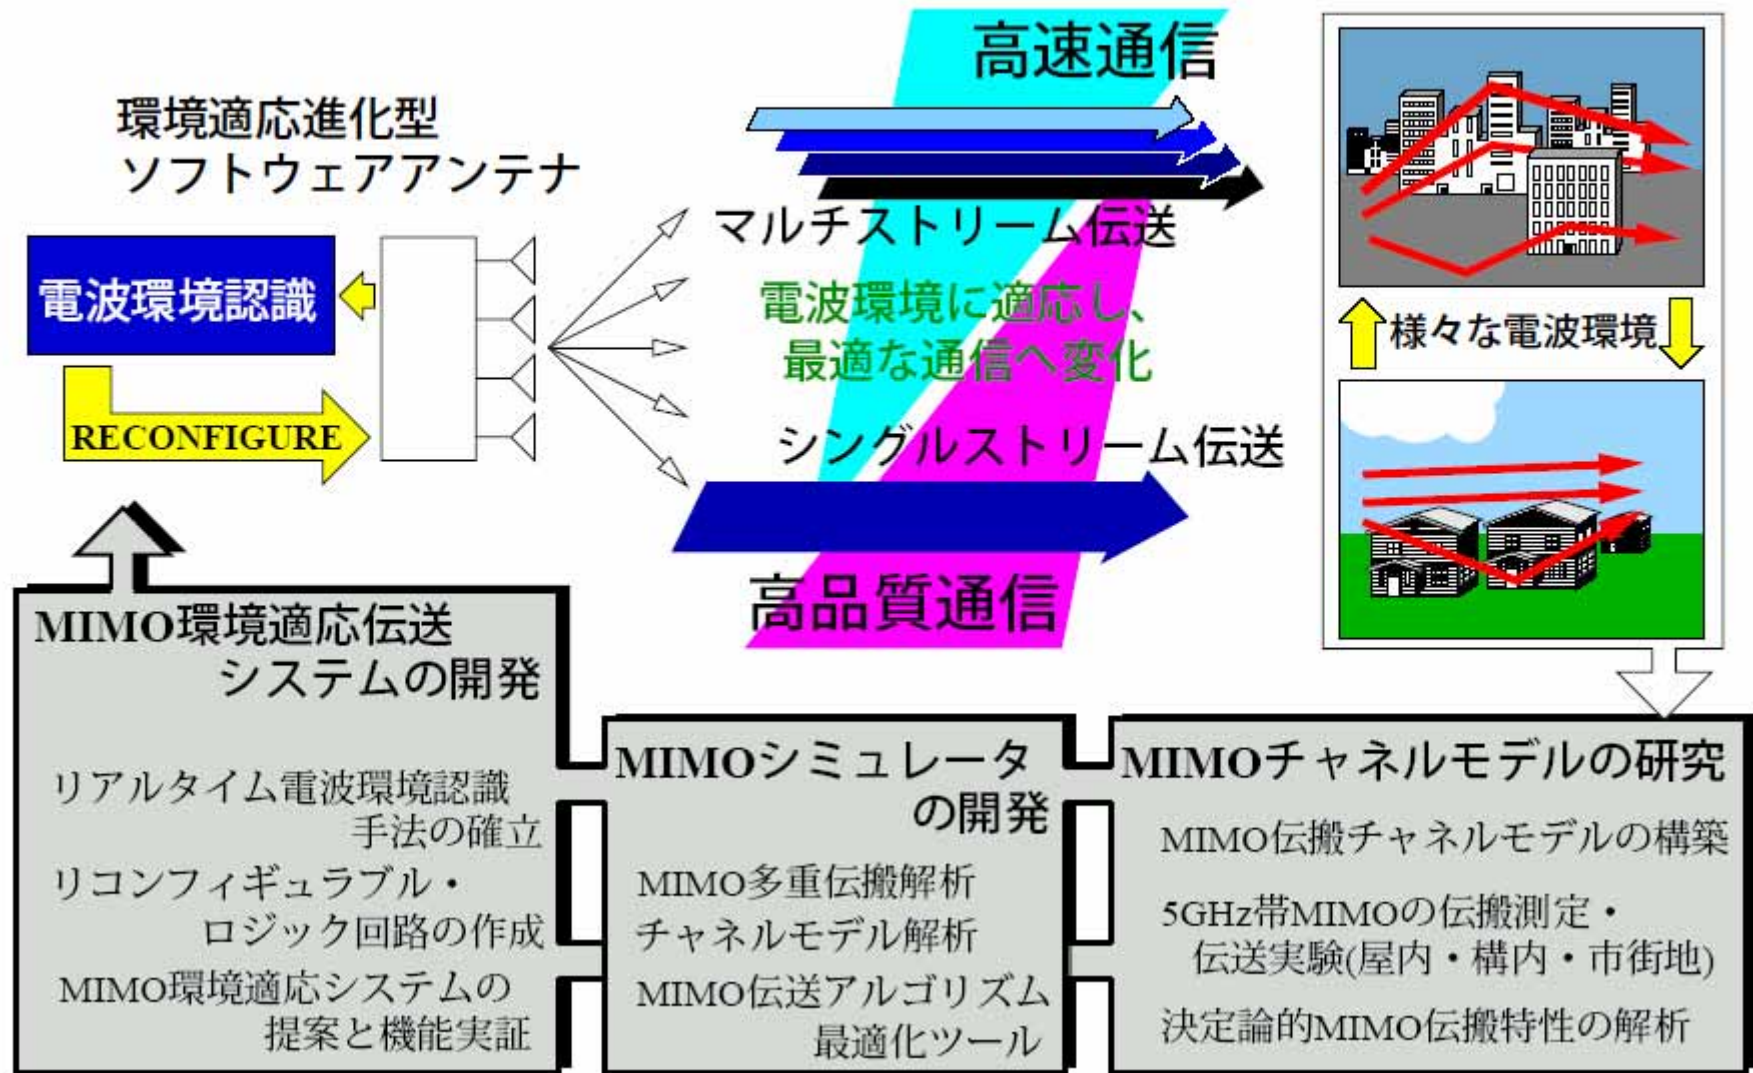 高速通信
環境適応進化型
ソフトウェアアンテナ
マルチストリーム伝送
電波環境認識
電波環境に適応し、
最適な通信へ変化
様々な電波環境
RECONFIGURE
シングルストリーム伝送
高品質通信
MIMO環境適応伝送
システムの開発
リアルタイム電波環境認識
手法の確立
リコンフィギュラブル・
ロジック回路の作成
MIMO環境適応システムの
提案と機能実証
MIMOシミュレータ
の開発
MIMO多重伝搬解析
チャネルモデル解析
MIMO伝送アルゴリズム
最適化ツール
MIMOチャネルモデルの研究
MIMO伝搬チャネルモデルの構築
5GHz帯MIMOの伝搬測定・
伝送実験(屋内・構内・市街地)
決定論的MIMO伝搬特性の解析